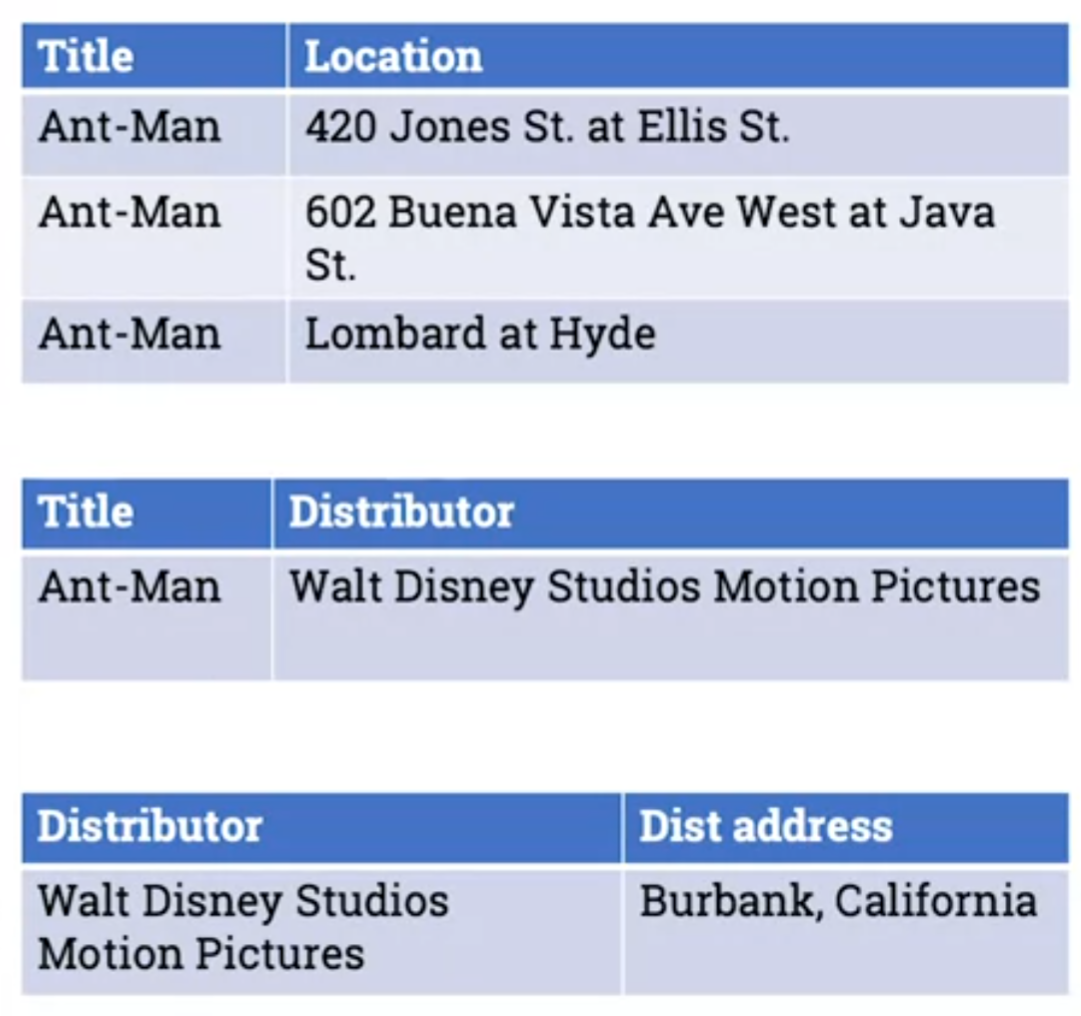 Title Location
Ant-Man 420 Jones St. at Ellis St.
Ant-Man 602 Buena Vista Ave West at Java
St.
Ant-Man Lombard at Hyde
Title Distributor
Ant-Man Walt Disney Studios Motion Pictures
Distributor Dist address
Walt Disney Studios Burbank, California
Motion Pictures